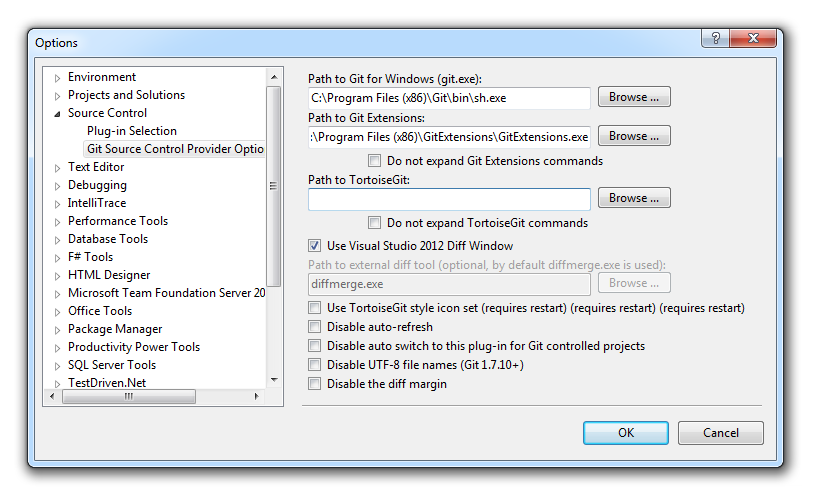 Options
Environment
Projects and Solutions
Source Control
Plug-in Selection
Git Source Control Provider Optio
Text Editor
Debugging
IntelliTrace
Performance Tools
Database Tools
F# Tools
HTML Designer
Microsoft Team Foundation Server 20
Office Tools
Package Manager
Productivity Power Tools
SQL Server Tools
TestDriven.Net
Path to Git for Windows (git.exe):
C:\Program Files (x86)\Git\bin\sh.exe
Browse ...
Path to Git Extensions:
:\Program Files (x86)\GitExtensions\GitExtensions.exe
Browse ...
Do not expand Git Extensions commands
Path to TortoiseGit:
Browse ...
Do not expand TortoiseGit commands
Use Visual Studio 2012 Diff Window
Path to external diff tool (optional, by default diffmerge.exe is used):
diffmerge.exe
Browse ...
Use TortoiseGit style icon set (requires restart) (requires restart) (requires restart)
Disable auto-refresh
Disable auto switch to this plug-in for Git controlled projects
Disable UTF-8 file names (Git 1.7.10+)
Disable the diff margin
OK
Cancel